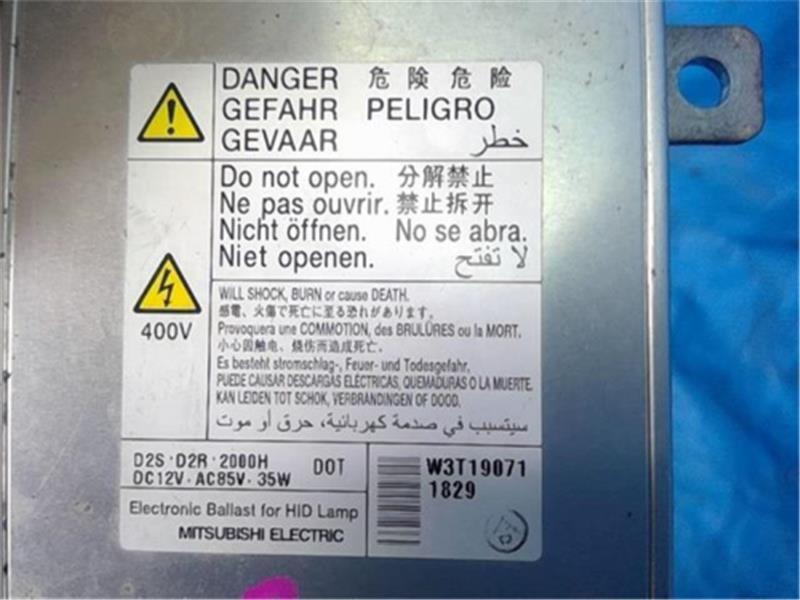 DANGER 危険 危险
GEFAHR PELIGRO
GEVAAR خطر
Do not open. 分解禁止
Ne pas ouvrir. 禁止拆开
Nicht öffnen. No se abra.
Niet openen. لا تفتح
400V
WILL SHOCK, BURN or cause DEATH.
感電、火傷で死亡に至る恐れがあります。
Provoquera une COMMOTION, des BRULÛRES ou la MORT.
小心因触电、烧伤而造成死亡.
Es besteht stromschlag-, Feuer- und Todesgefahr.
PUEDE CAUSAR DESCARGAS ELÉCTRICAS, QUEMADURAS O LA MUERTE.
KAN LEIDEN TOT SCHOK, VERBRANDINGEN OF DOOD.
سيتسبب في صدمة كهربائية، حرق أو موت
D2S·D2R·2000H DOT
DC12V·AC85V·35W
Electronic Ballast for HID Lamp
MITSUBISHI ELECTRIC
W3T19071
1829